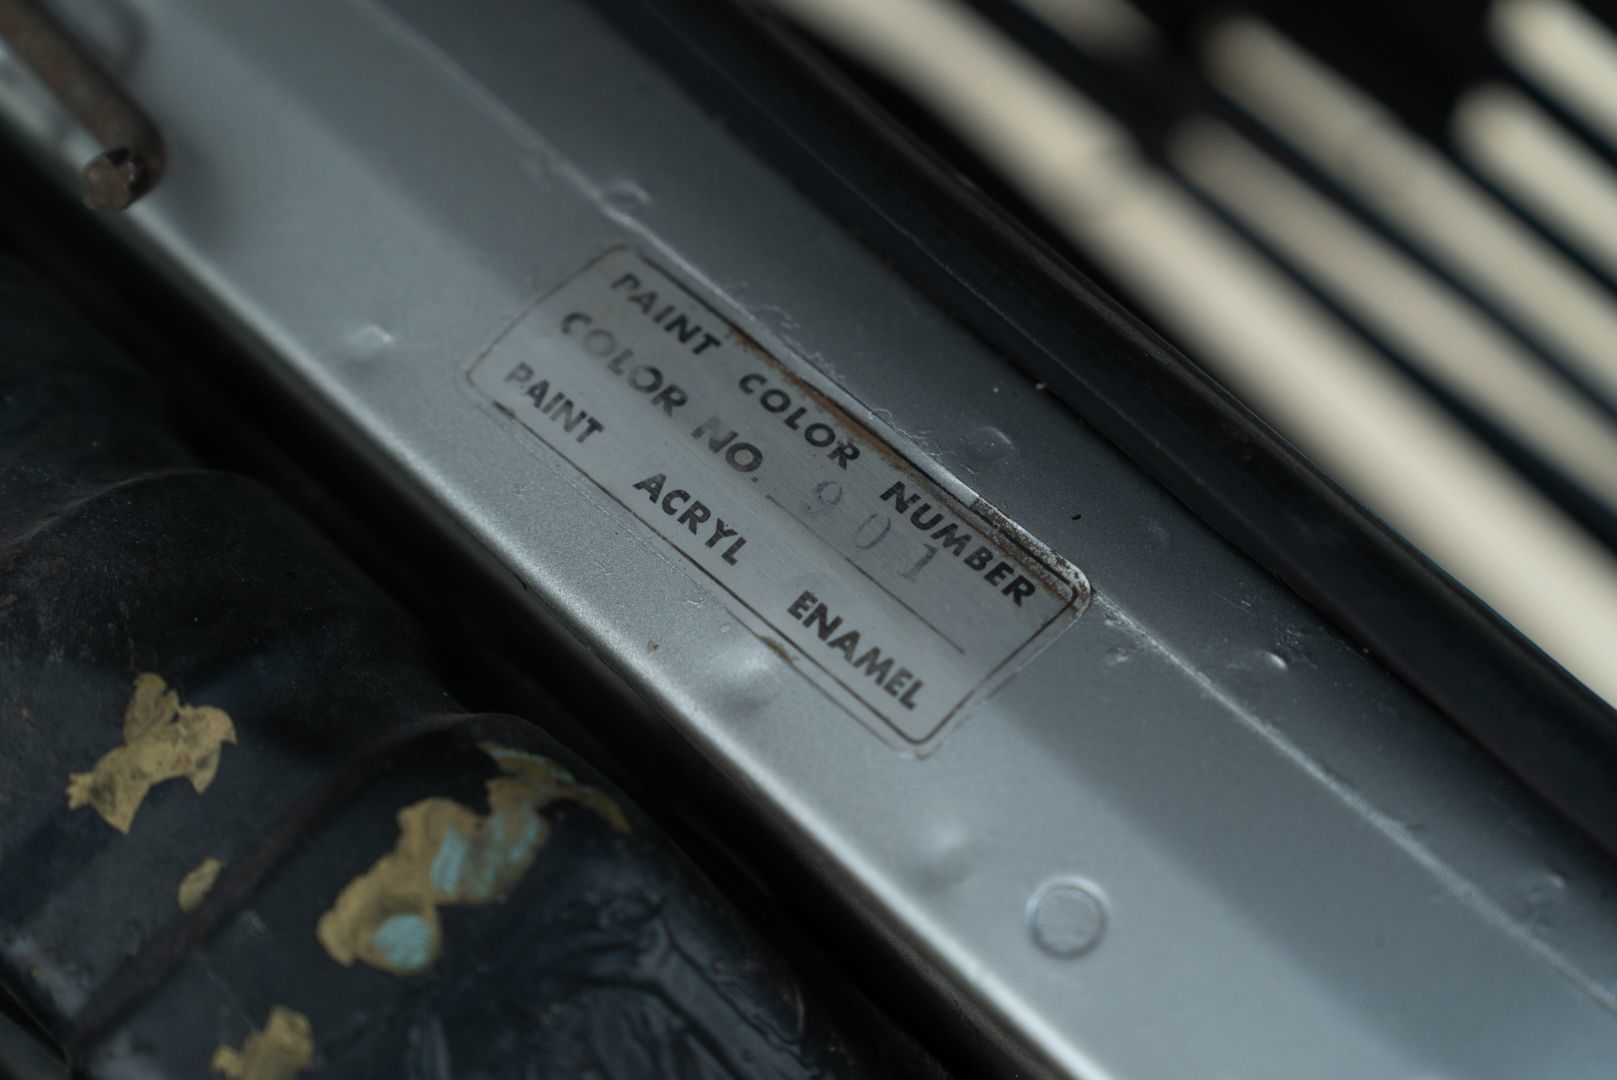 PAINT COLOR NUMBER
COLOR NO. 901
PAINT ACRYL ENAMEL